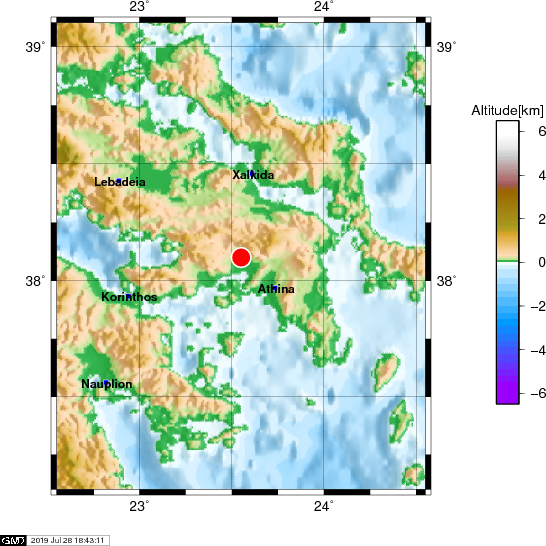 23° 24°
39° 39°
Altitude[km]
6
4
Lebadeia Xalkida
2
0
38° 38°
Athina
Korinthos
−2
−4
Nauplion
−6
23° 24°
GMD 2019 Jul 28 18:43:11